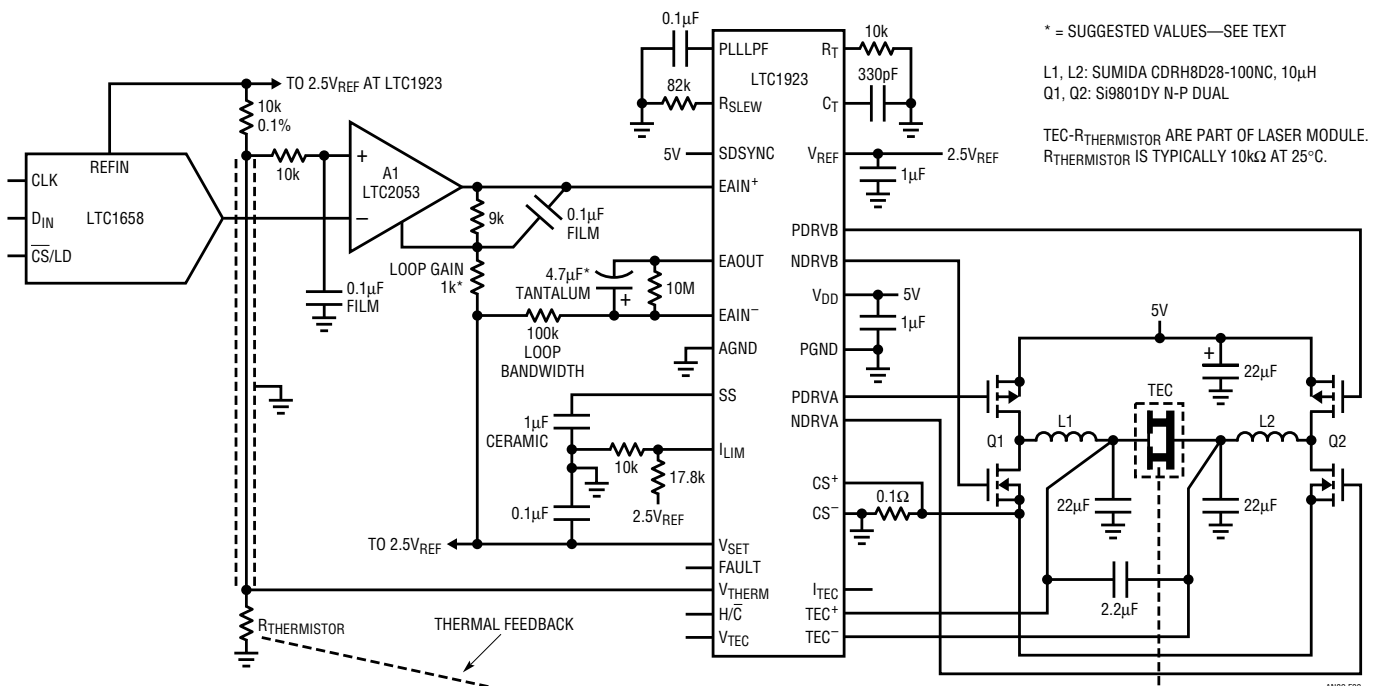 0.1µF
PLLLPF
RT
10k
* = SUGGESTED VALUES—SEE TEXT
LTC1923
L1, L2: SUMIDA CDRH8D28-100NC, 10µH
Q1, Q2: Si9801DY N-P DUAL
TO 2.5VREF AT LTC1923
82k
330pF
10k
0.1%
RSLEW
CT
TEC-RTHERMISTOR ARE PART OF LASER MODULE.
RTHERMISTOR IS TYPICALLY 10kΩ AT 25°C.
5V
SDSYNC
VREF
2.5VREF
REFIN
10k
+
A1
LTC2053
−
1µF
CLK
EAIN+
LTC1658
DIN
9k
0.1µF
FILM
PDRVB
CS/LD
EAOUT
NDRVB
LOOP GAIN
1k*
4.7µF*
TANTALUM
+
10M
0.1µF
FILM
VDD
5V
EAIN−
1µF
5V
100k
LOOP
BANDWIDTH
AGND
PGND
+
22µF
SS
PDRVA
TEC
1µF
CERAMIC
NDRVA
L1
L2
Q1
Q2
ILIM
10k
17.8k
CS+
0.1Ω
CS−
22µF
22µF
0.1µF
2.5VREF
TO 2.5VREF
VSET
FAULT
VTHERM
ITEC
2.2µF
RTHERMISTOR
THERMAL FEEDBACK
H/C
TEC+
VTEC
TEC−